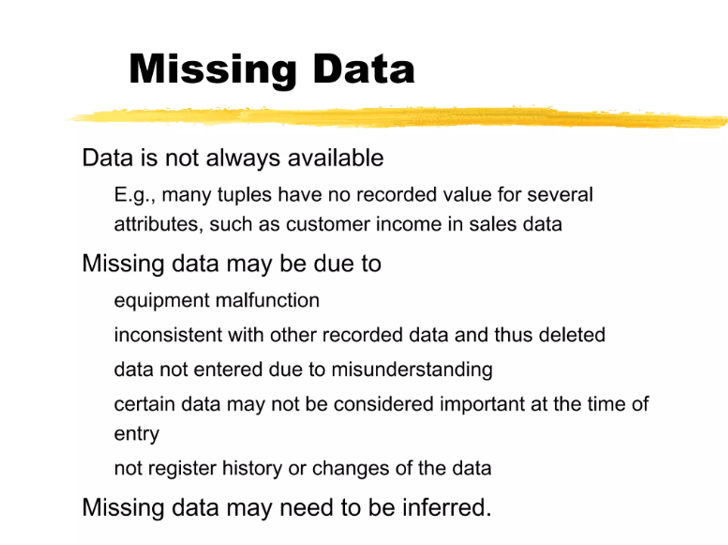 Missing Data
Data is not always available
E.g., many tuples have no recorded value for several
attributes, such as customer income in sales data
Missing data may be due to
equipment malfunction
inconsistent with other recorded data and thus deleted
data not entered due to misunderstanding
certain data may not be considered important at the time of
entry
not register history or changes of the data
Missing data may need to be inferred.